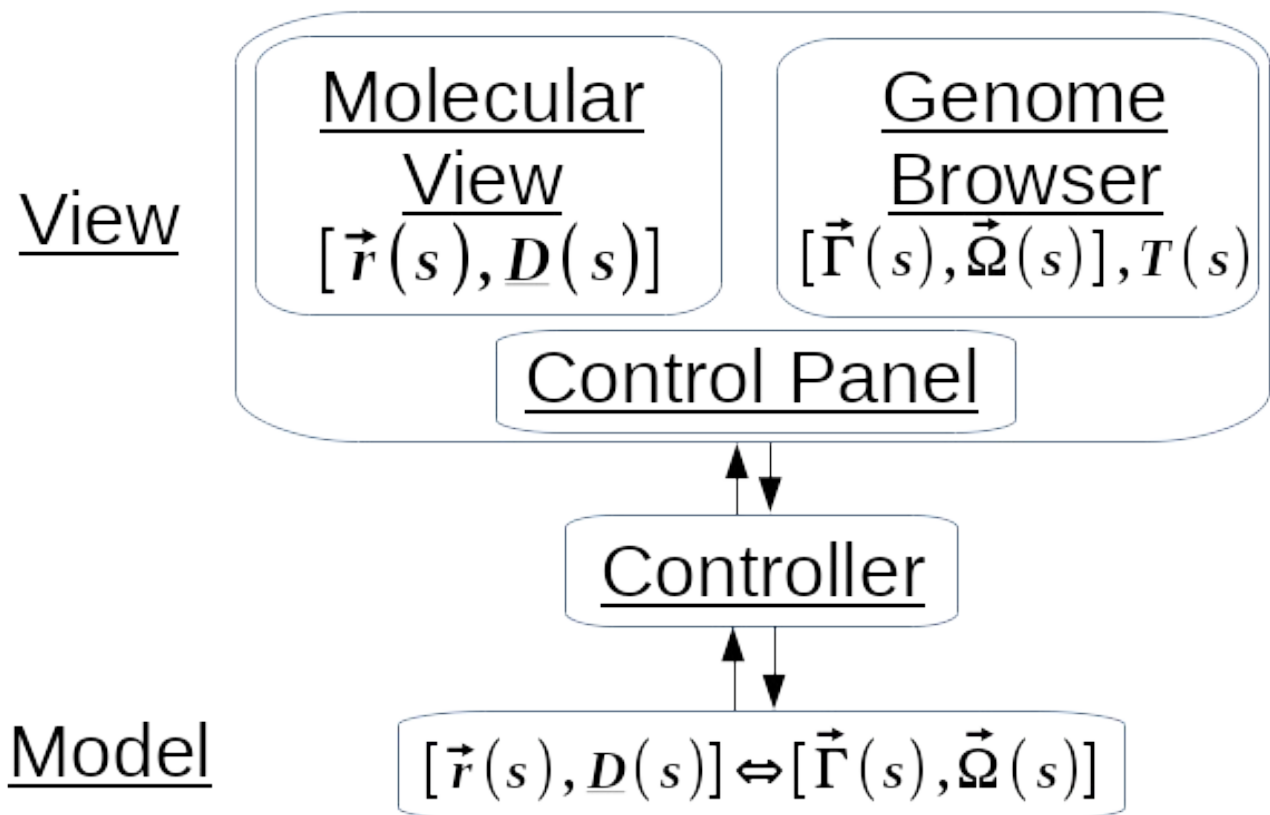 View
Molecular
View
[r⃗(s), D̲(s)]
Genome
Browser
[Γ⃗(s), Ω⃗(s)], T(s)
Control Panel
Controller
Model
[r⃗(s), D̲(s)]⇔[Γ⃗(s), Ω⃗(s)]